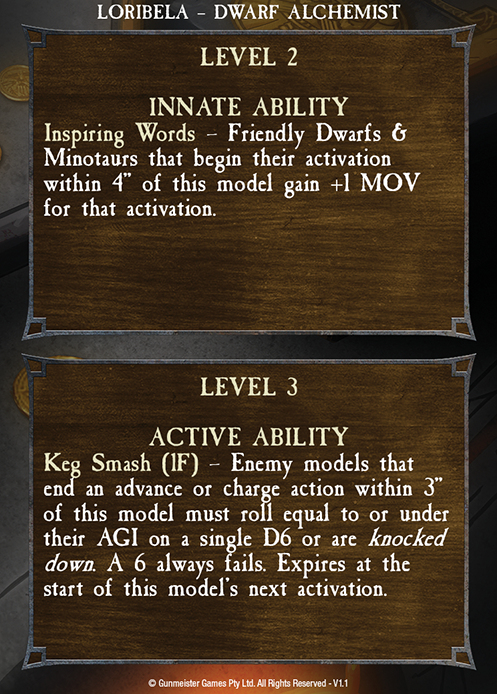 LORIBELA – DWARF ALCHEMIST
LEVEL 2
INNATE ABILITY
Inspiring Words – Friendly Dwarfs &
Minotaurs that begin their activation
within 4" of this model gain +1 MOV
for that activation.
LEVEL 3
ACTIVE ABILITY
Keg Smash (1F) – Enemy models that
end an advance or charge action within 3"
of this model must roll equal to or under
their AGI on a single D6 or are knocked
down. A 6 always fails. Expires at the
start of this model's next activation.
© Gunmeister Games Pty Ltd. All Rights Reserved - V1.1